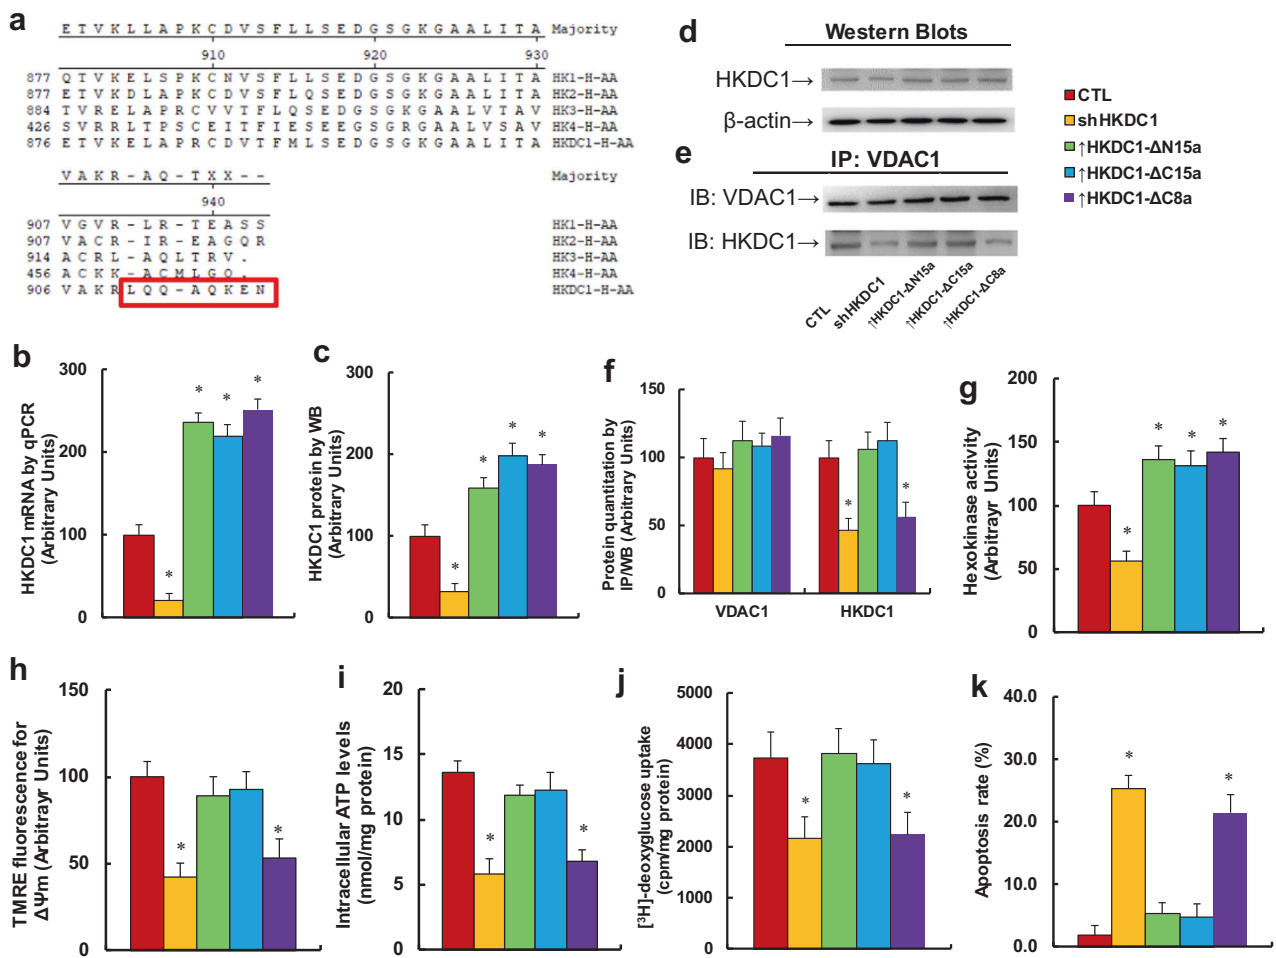 a
E T V K L L A P K C D V S F L L S E D G S G K G A A L I T A Majority
910 920 930
877 Q T V K E L S P K C N V S F L L S E D G S G K G A A L I T A HK1-H-AA
877 E T V K D L A P K C D V S F L Q S E D G S G K G A A L I T A HK2-H-AA
884 T V R E L A P R C V V T F L Q S E D G S G K G A A L V T A V HK3-H-AA
426 S V R R L T P S C E I T F I E S E E G S G R G A A L V S A V HK4-H-AA
876 E T V K E L A P R C D V T F M L S E D G S G K G A A L I T A HKDC1-H-AA
V A K R - A Q - T X X - - Majority
940
907 V G V R - L R - T E A S S HK1-H-AA
907 V A C R - I R - E A G Q R HK2-H-AA
914 A C R L - A Q L T R V . HK3-H-AA
456 A C K K - A C M L G Q . HK4-H-AA
906 V A K R L Q Q - A Q K E N HKDC1-H-AA
d
Western Blots
HKDC1→
β-actin→
e
IP: VDAC1
IB: VDAC1→
IB: HKDC1→
CTL
shHKDC1
↑HKDC1-ΔN15a
↑HKDC1-ΔC15a
↑HKDC1-ΔC8a
CTL
shHKDC1
↑HKDC1-ΔN15a
↑HKDC1-ΔC15a
↑HKDC1-ΔC8a
b
HKDC1 mRNA by qPCR
(Arbitrary Units)
300
200
100
0
* * * *
c
HKDC1 protein by WB
(Arbitrary Units)
300
200
100
0
* * * *
f
Protein quantitation by
IP/WB (Arbitrary Units)
150
100
50
0
* *
VDAC1 HKDC1
g
Hexokinase activity
(Arbitrayr Units)
200
150
100
50
0
* * * *
h
TMRE fluorescence for
ΔΨm (Arbitrayr Units)
150
100
50
0
* *
i
Intracellular ATP levels
(nmol/mg protein)
20
15
10
5
0
* *
j
[³H]-deoxyglucose uptake
(cpm/mg protein)
5000
4000
3000
2000
1000
0
* *
k
Apoptosis rate (%)
40.0
30.0
20.0
10.0
0.0
* *